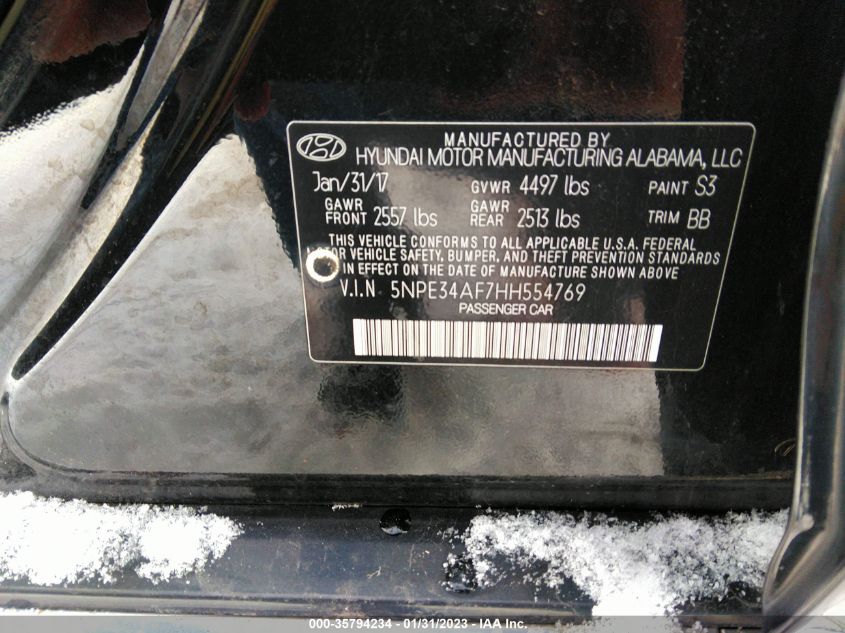 MANUFACTURED BY
HYUNDAI MOTOR MANUFACTURING ALABAMA, LLC
Jan/31/17 GVWR 4497 lbs PAINT S3
GAWR FRONT 2557 lbs GAWR REAR 2513 lbs TRIM BB
THIS VEHICLE CONFORMS TO ALL APPLICABLE U.S.A. FEDERAL
VEHICLE SAFETY, BUMPER, AND THEFT PREVENTION STANDARDS
IN EFFECT ON THE DATE OF MANUFACTURE SHOWN ABOVE
V.I.N 5NPE34AF7HH554769
PASSENGER CAR
000-35794234 - 01/31/2023 - IAA Inc.